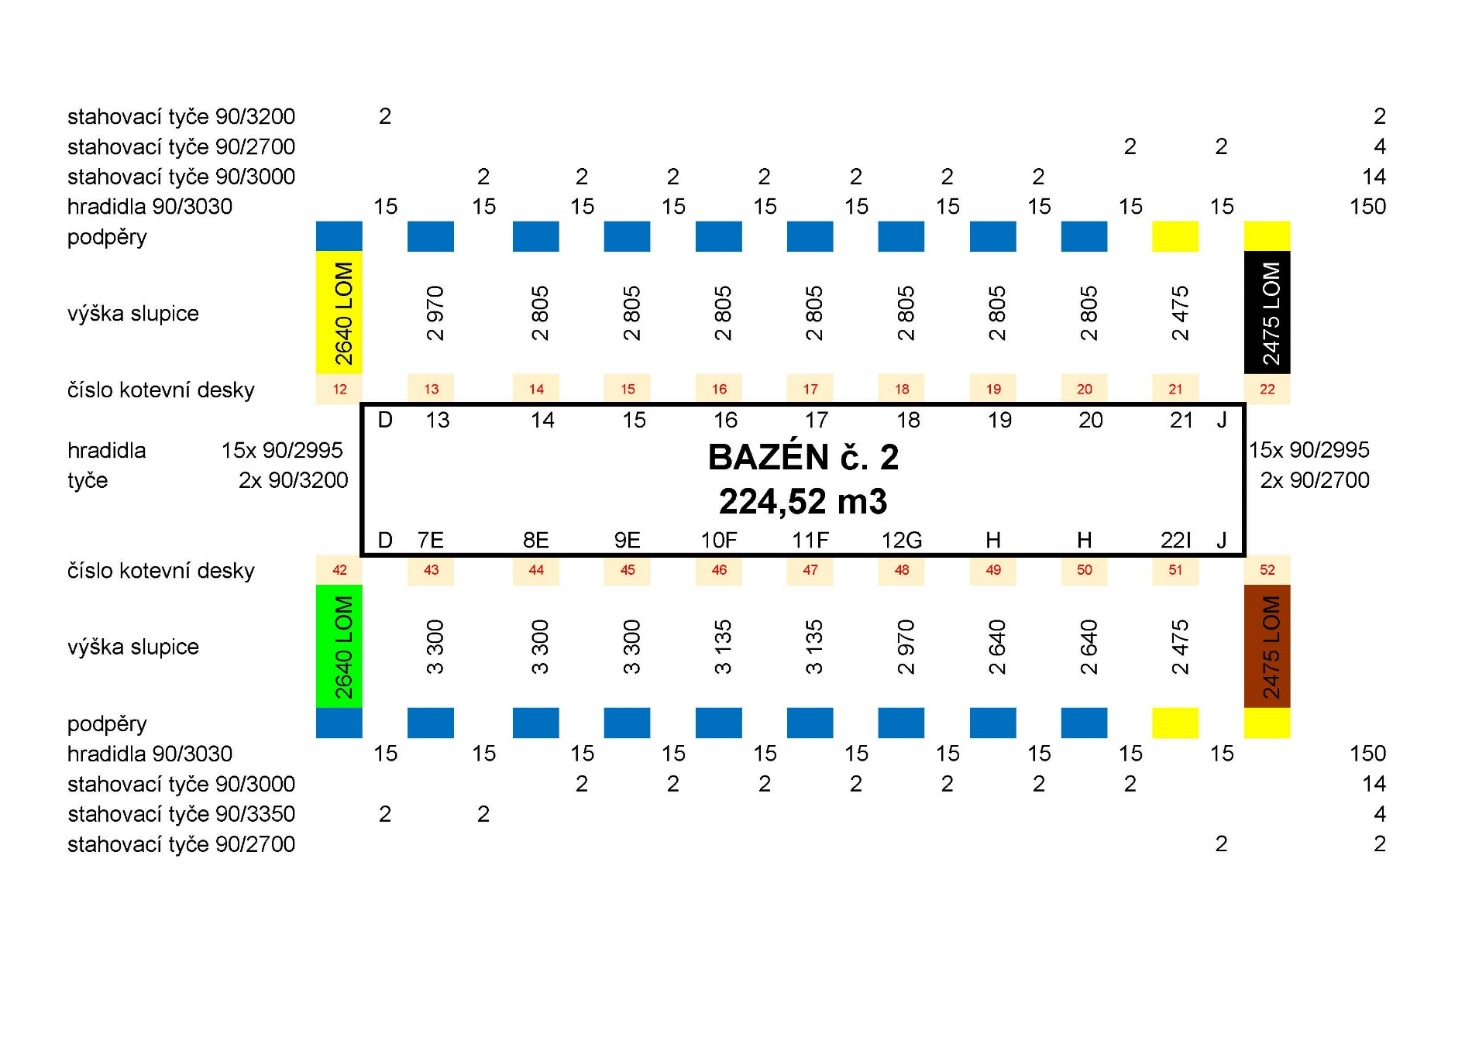 stahovací tyče 90/3200 2 2
stahovací tyče 90/2700 2 2 4
stahovací tyče 90/3000 2 2 2 2 2 2 2 14
hradidla 90/3030 15 15 15 15 15 15 15 15 15 15 150
podpěry
výška slupice 2640 LOM 2 970 2 805 2 805 2 805 2 805 2 805 2 805 2 805 2 475 2475 LOM
číslo kotevní desky 12 13 14 15 16 17 18 19 20 21 22
D 13 14 15 16 17 18 19 20 21 J
hradidla 15x 90/2995 BAZÉN č. 2 15x 90/2995
tyče 2x 90/3200 224,52 m3 2x 90/2700
D 7E 8E 9E 10F 11F 12G H H 22I J
číslo kotevní desky 42 43 44 45 46 47 48 49 50 51 52
výška slupice 2640 LOM 3 300 3 300 3 300 3 135 3 135 2 970 2 640 2 640 2 475 2475 LOM
podpěry
hradidla 90/3030 15 15 15 15 15 15 15 15 15 15 150
stahovací tyče 90/3000 2 2 2 2 2 2 2 14
stahovací tyče 90/3350 2 2 4
stahovací tyče 90/2700 2 2